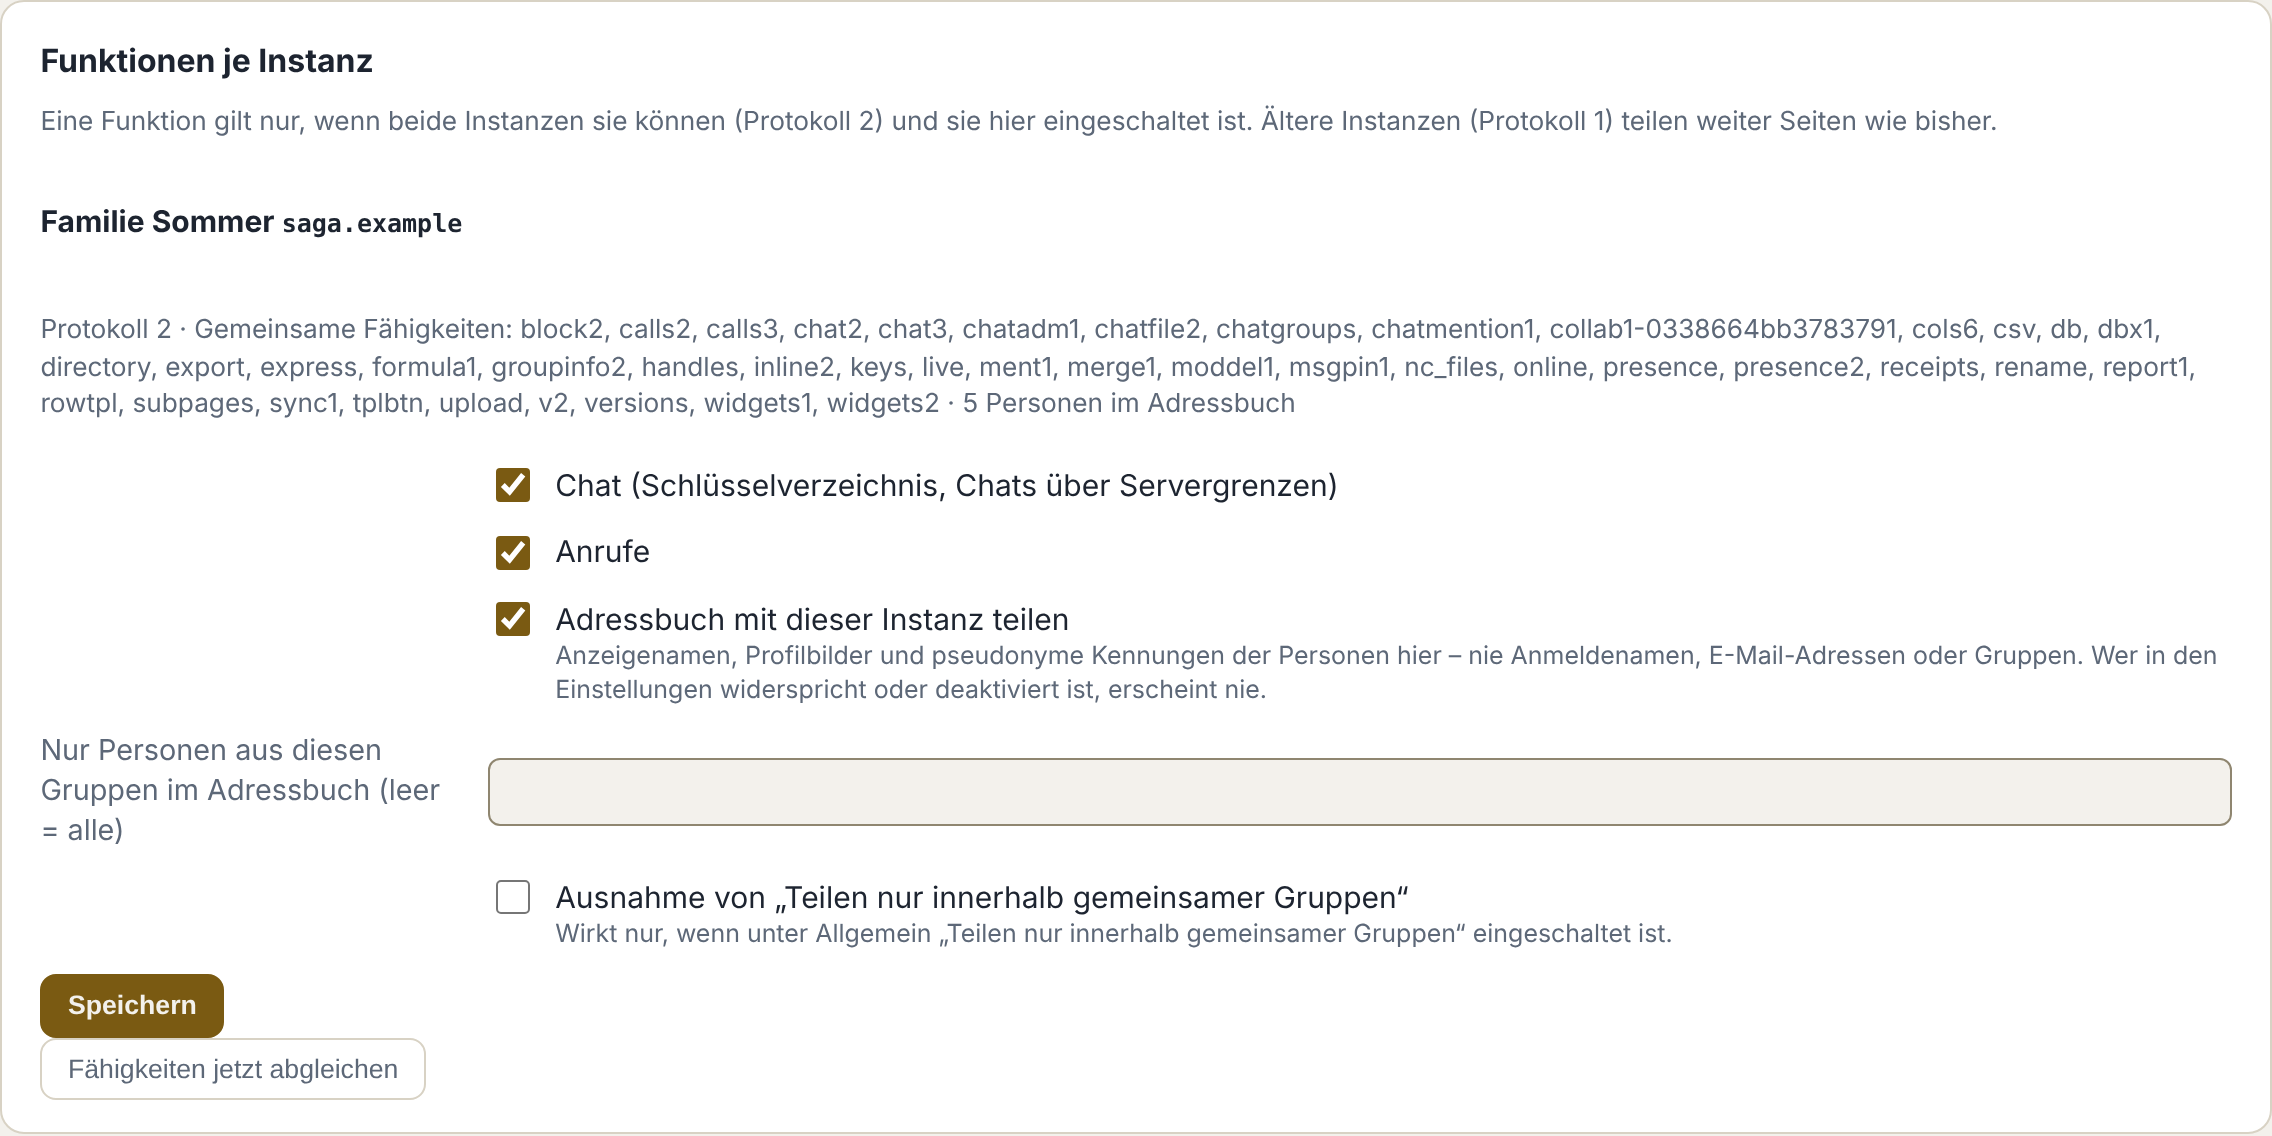 Funktionen je Instanz
Eine Funktion gilt nur, wenn beide Instanzen sie können (Protokoll 2) und sie hier eingeschaltet ist. Ältere Instanzen (Protokoll 1) teilen weiter Seiten wie bisher.
Familie Sommer saga.example
Protokoll 2 · Gemeinsame Fähigkeiten: block2, calls2, calls3, chat2, chat3, chatadm1, chatfile2, chatgroups, chatmention1, collab1-0338664bb3783791, cols6, csv, db, dbx1,
directory, export, express, formula1, groupinfo2, handles, inline2, keys, live, ment1, merge1, moddel1, msgpin1, nc_files, online, presence, presence2, receipts, rename, report1,
rowtpl, subpages, sync1, tplbtn, upload, v2, versions, widgets1, widgets2 · 5 Personen im Adressbuch
Chat (Schlüsselverzeichnis, Chats über Servergrenzen)
Anrufe
Adressbuch mit dieser Instanz teilen
Anzeigenamen, Profilbilder und pseudonyme Kennungen der Personen hier – nie Anmeldenamen, E-Mail-Adressen oder Gruppen. Wer in den
Einstellungen widerspricht oder deaktiviert ist, erscheint nie.
Nur Personen aus diesen
Gruppen im Adressbuch (leer
= alle)
Ausnahme von „Teilen nur innerhalb gemeinsamer Gruppen“
Wirkt nur, wenn unter Allgemein „Teilen nur innerhalb gemeinsamer Gruppen“ eingeschaltet ist.
Speichern
Fähigkeiten jetzt abgleichen